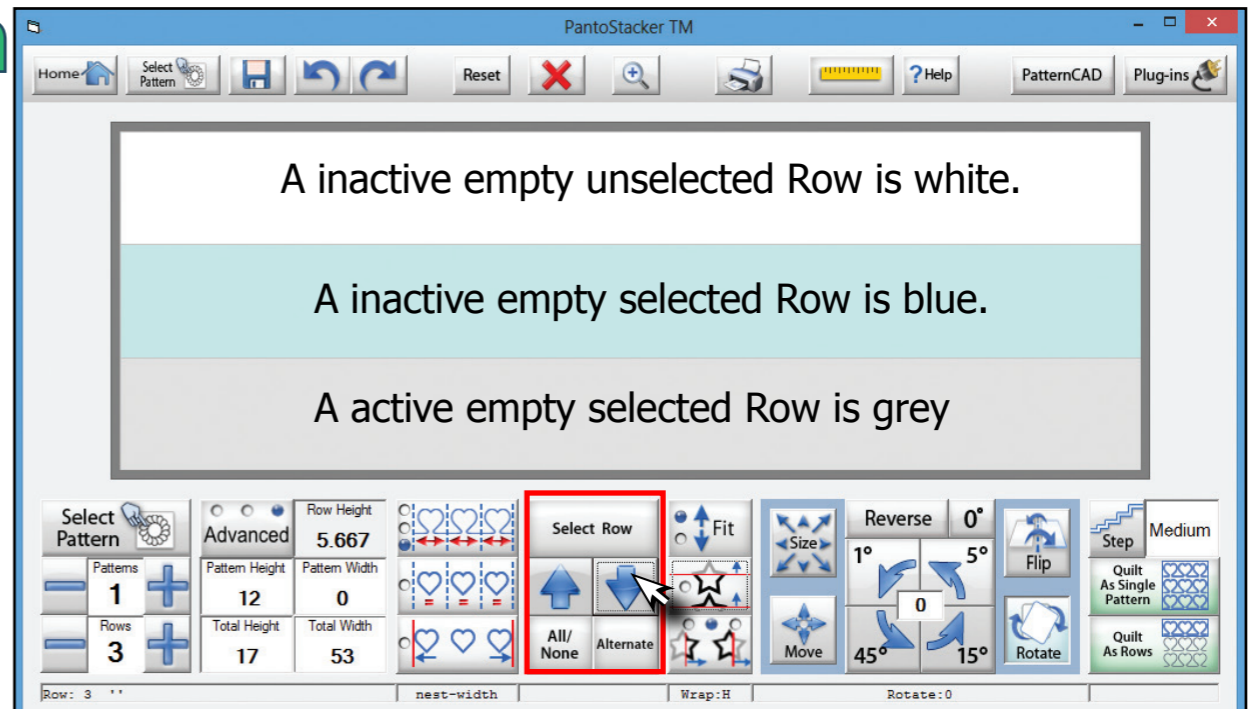 PantoStacker TM
Home
Select
Pattern
Reset
? Help
PatternCAD
Plug-ins
A inactive empty unselected Row is white.
A inactive empty selected Row is blue.
A active empty selected Row is grey
Select
Pattern
Patterns
1
Rows
3
Advanced
Row Height
5.667
Pattern Height
12
Pattern Width
0
Total Height
17
Total Width
53
Select Row
All/
None
Alternate
Fit
Size
Move
Reverse
0°
1°
5°
0
45°
15°
Flip
Rotate
Step
Medium
Quilt
As Single
Pattern
Quilt
As Rows
Row: 3 ''
nest-width
Wrap:H
Rotate:0